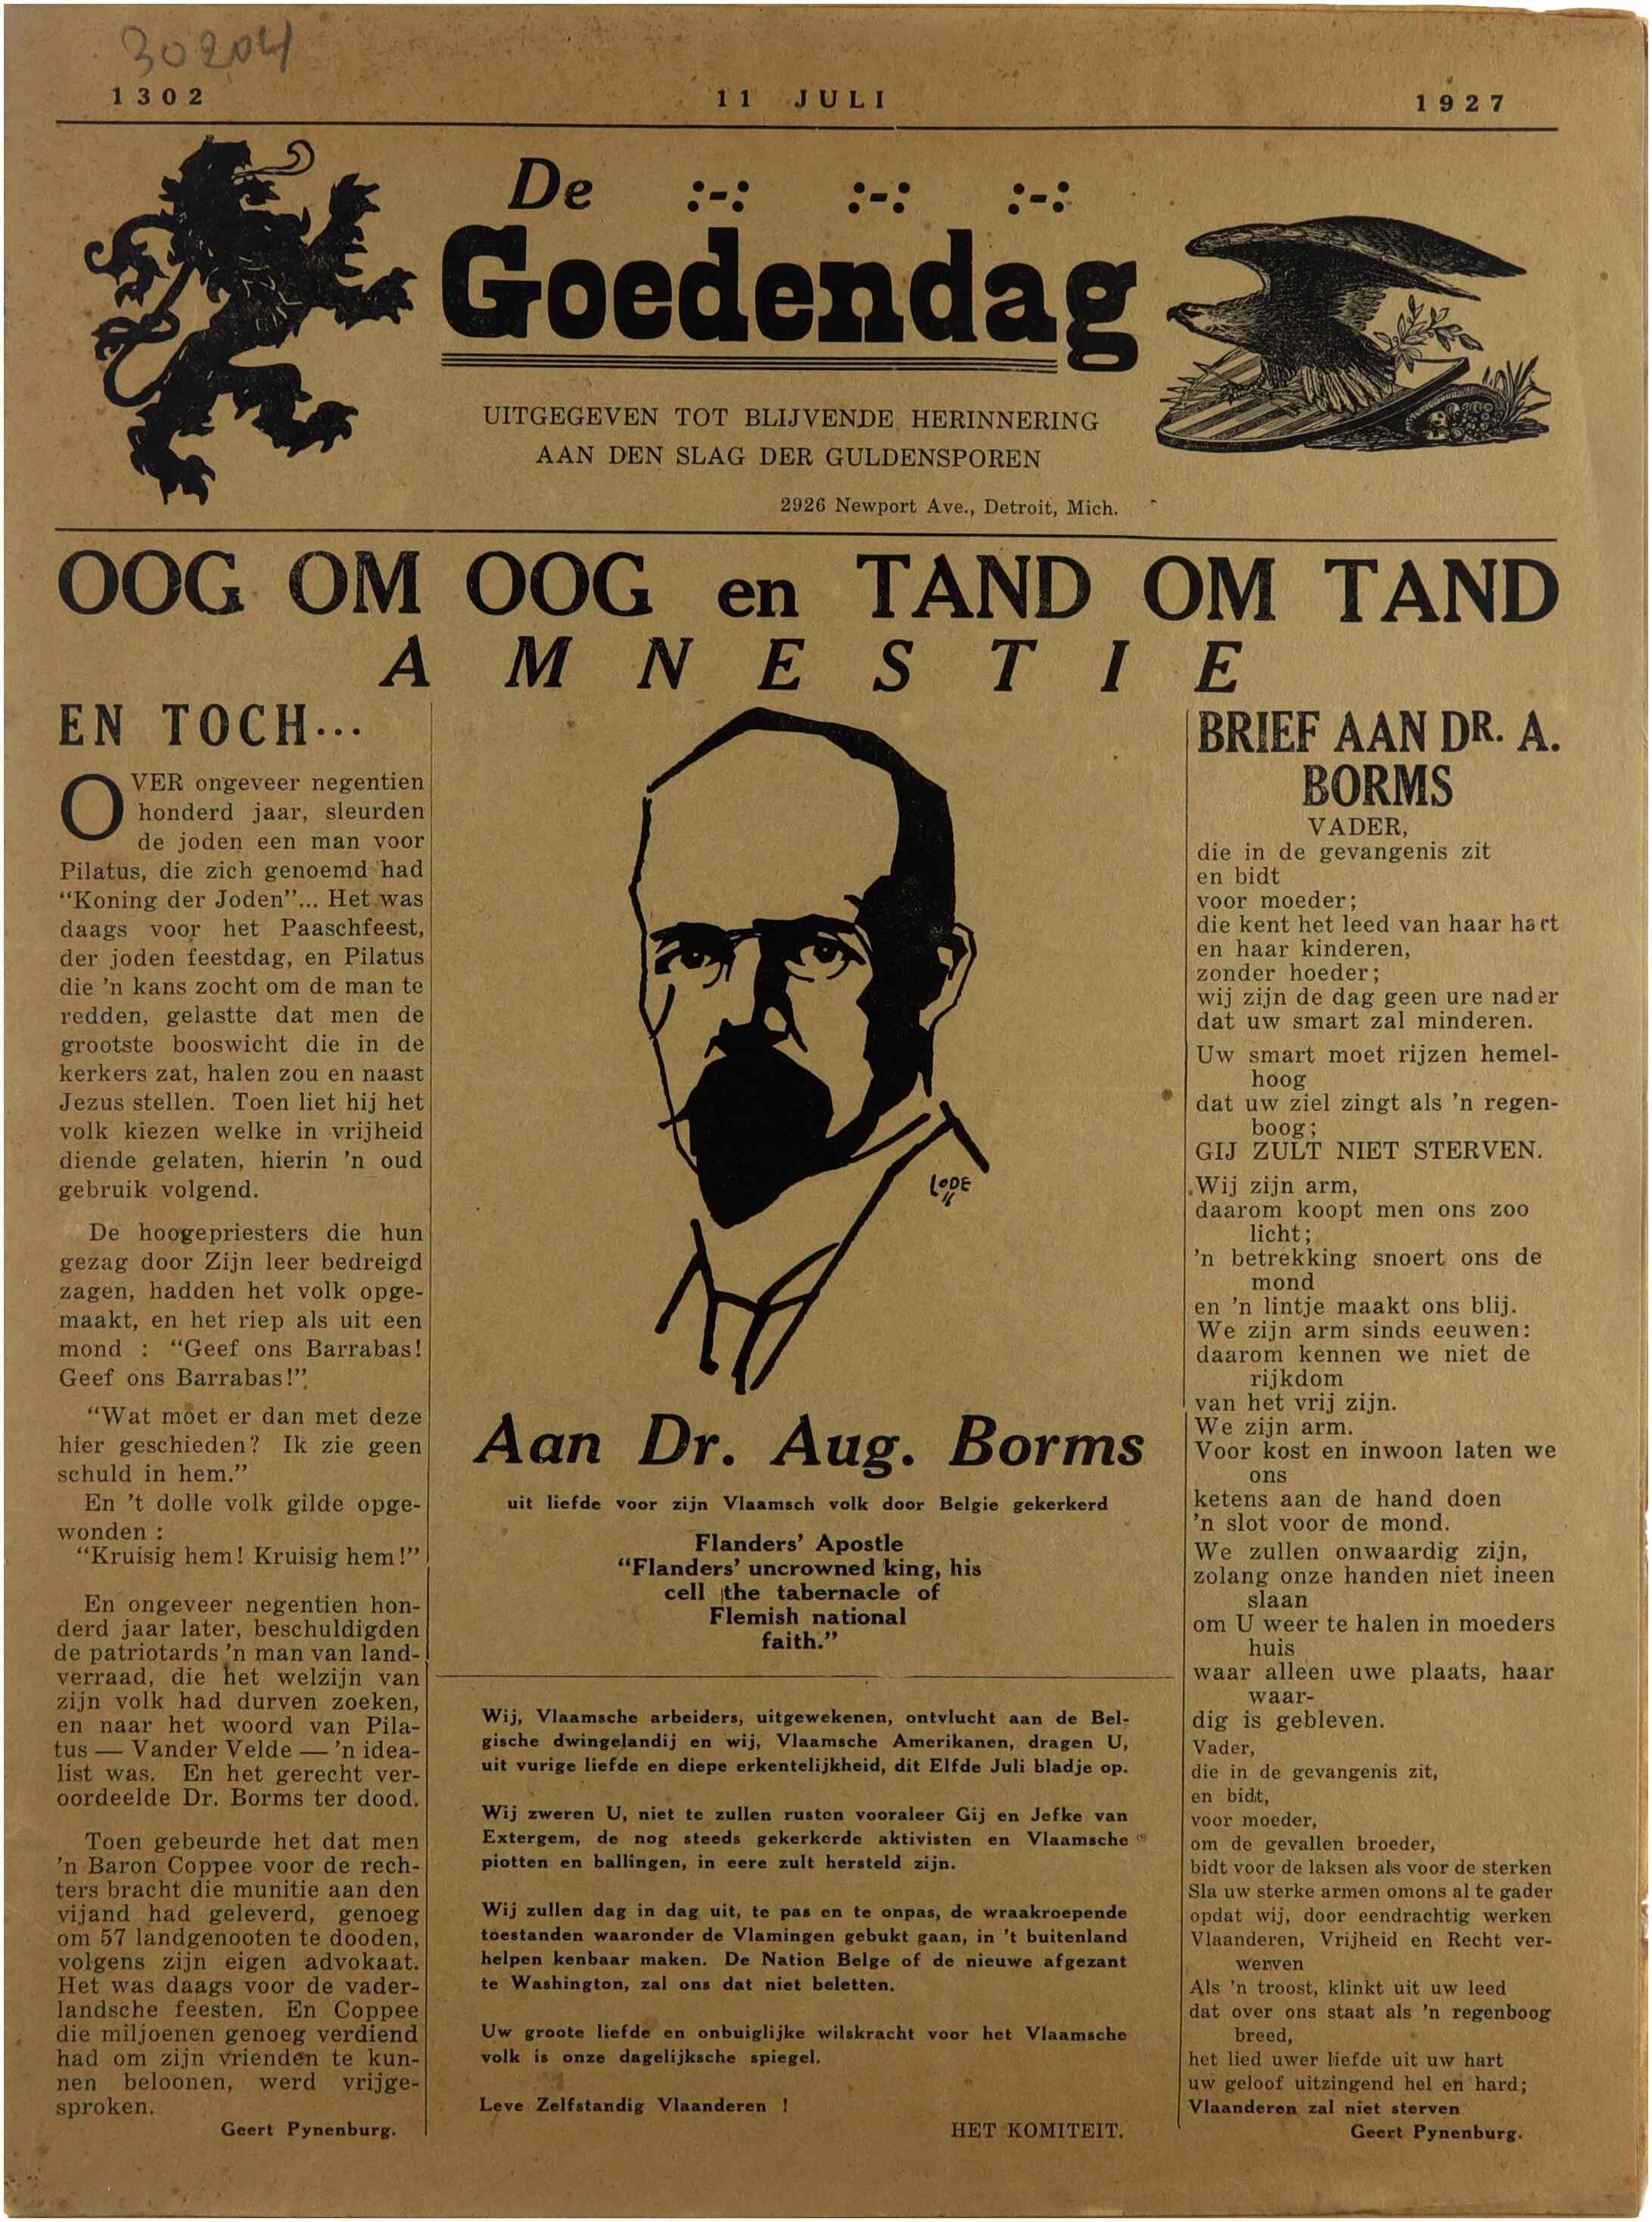 30204
1302 11 JULI 1927
De :-: :-: :-:
Goedendag
UITGEGEVEN TOT BLIJVENDE HERINNERING
AAN DEN SLAG DER GULDENSPOREN
2926 Newport Ave., Detroit, Mich.
OOG OM OOG en TAND OM TAND
AMNESTIE
EN TOCH...
OVER ongeveer negentien
honderd jaar, sleurden
de joden een man voor
Pilatus, die zich genoemd had
“Koning der Joden”... Het was
daags voor het Paaschfeest,
der joden feestdag, en Pilatus
die 'n kans zocht om de man te
redden, gelastte dat men de
grootste booswicht die in de
kerkers zat, halen zou en naast
Jezus stellen. Toen liet hij het
volk kiezen welke in vrijheid
diende gelaten, hierin 'n oud
gebruik volgend.
De hoogepriesters die hun
gezag door Zijn leer bedreigd
zagen, hadden het volk opge-
maakt, en het riep als uit een
mond : “Geef ons Barrabas!
Geef ons Barrabas!”
“Wat moet er dan met deze
hier geschieden? Ik zie geen
schuld in hem.”
En 't dolle volk gilde opge-
wonden :
“Kruisig hem! Kruisig hem!”
En ongeveer negentien hon-
derd jaar later, beschuldigden
de patriotards 'n man van land-
verraad, die het welzijn van
zijn volk had durven zoeken,
en naar het woord van Pila-
tus — Vander Velde — 'n idea-
list was. En het gerecht ver-
oordeelde Dr. Borms ter dood.
Toen gebeurde het dat men
'n Baron Coppee voor de rech-
ters bracht die munitie aan den
vijand had geleverd, genoeg
om 57 landgenooten te dooden,
volgens zijn eigen advokaat.
Het was daags voor de vader-
landsche feesten. En Coppee
die miljoenen genoeg verdiend
had om zijn vrienden te kun-
nen beloonen, werd vrijge-
sproken.
Geert Pynenburg.
LODE
Aan Dr. Aug. Borms
uit liefde voor zijn Vlaamsch volk door Belgie gekerkerd
Flanders' Apostle
“Flanders' uncrowned king, his
cell the tabernacle of
Flemish national
faith.”
Wij, Vlaamsche arbeiders, uitgewekenen, ontvlucht aan de Bel-
gische dwingelandij en wij, Vlaamsche Amerikanen, dragen U,
uit vurige liefde en diepe erkentelijkheid, dit Elfde Juli bladje op.
Wij zweren U, niet te zullen rusten vooraleer Gij en Jefke van
Extergem, de nog steeds gekerkerde aktivisten en Vlaamsche
piotten en ballingen, in eere zult hersteld zijn.
Wij zullen dag in dag uit, te pas en te onpas, de wraakroepende
toestanden waaronder de Vlamingen gebukt gaan, in 't buitenland
helpen kenbaar maken. De Nation Belge of de nieuwe afgezant
te Washington, zal ons dat niet beletten.
Uw groote liefde en onbuiglijke wilskracht voor het Vlaamsche
volk is onze dagelijksche spiegel.
Leve Zelfstandig Vlaanderen !
HET KOMITEIT.
BRIEF AAN DR. A.
BORMS
VADER,
die in de gevangenis zit
en bidt
voor moeder;
die kent het leed van haar hart
en haar kinderen,
zonder hoeder;
wij zijn de dag geen ure nader
dat uw smart zal minderen.
Uw smart moet rijzen hemel-
hoog
dat uw ziel zingt als 'n regen-
boog;
GIJ ZULT NIET STERVEN.
Wij zijn arm,
daarom koopt men ons zoo
licht;
'n betrekking snoert ons de
mond
en 'n lintje maakt ons blij.
We zijn arm sinds eeuwen:
daarom kennen we niet de
rijkdom
van het vrij zijn.
We zijn arm.
Voor kost en inwoon laten we
ons
ketens aan de hand doen
'n slot voor de mond.
We zullen onwaardig zijn,
zolang onze handen niet ineen
slaan
om U weer te halen in moeders
huis
waar alleen uwe plaats, haar
waar-
dig is gebleven.
Vader,
die in de gevangenis zit,
en bidt,
voor moeder,
om de gevallen broeder,
bidt voor de laksen als voor de sterken
Sla uw sterke armen omons al te gader
opdat wij, door eendrachtig werken
Vlaanderen, Vrijheid en Recht ver-
werven
Als 'n troost, klinkt uit uw leed
dat over ons staat als 'n regenboog
breed,
het lied uwer liefde uit uw hart
uw geloof uitzingend hel en hard;
Vlaanderen zal niet sterven
Geert Pynenburg.